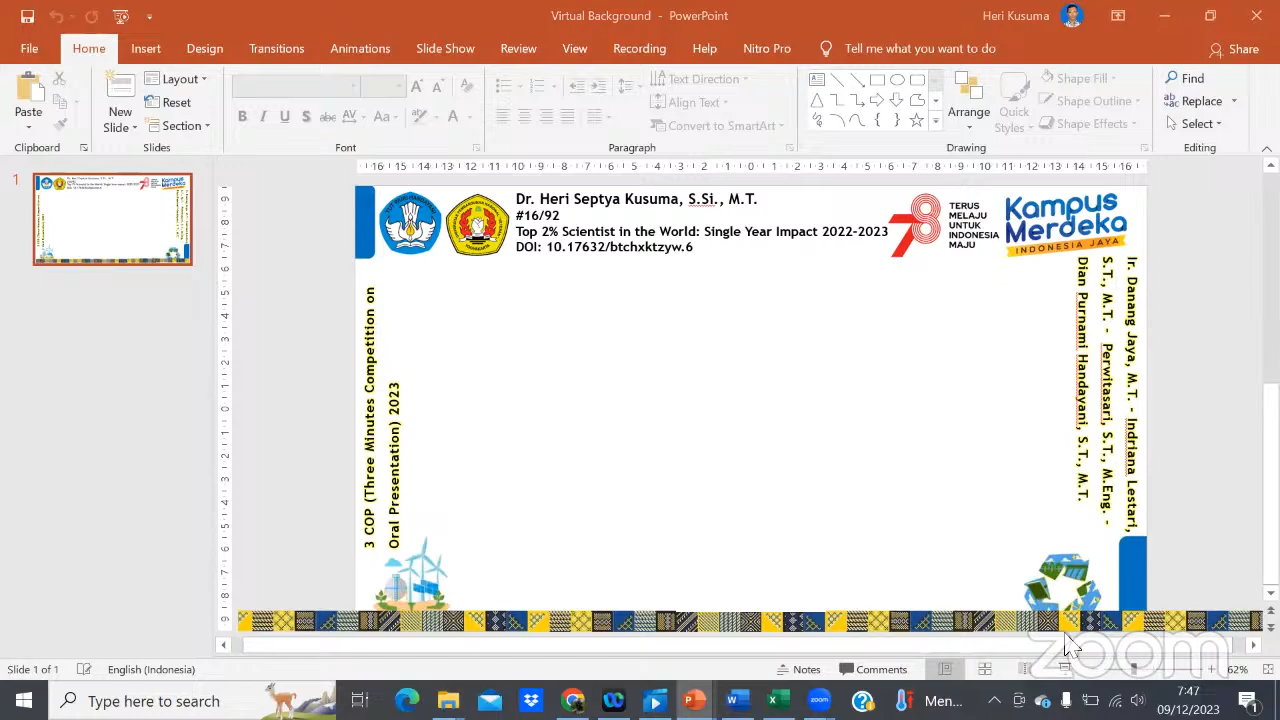 Virtual Background - PowerPoint
Heri Kusuma
File Home Insert Design Transitions Animations Slide Show Review View Recording Help Nitro Pro Tell me what you want to do Share
Paste
Clipboard
New
Slide
Layout
Reset
Section
Slides
Font
Text Direction
Align Text
Convert to SmartArt
Paragraph
Arrange
Quick
Styles
Shape Fill
Shape Outline
Shape Effects
Drawing
Find
Replace
Select
Editing
1
Dr. Heri Septya Kusuma, S.Si., M.T.
#16/92
Top 2% Scientist in the World: Single Year Impact 2022-2023
DOI: 10.17632/btchxktzyw.6
78
TERUS
MELAJU
UNTUK
INDONESIA
MAJU
Kampus
Merdeka
INDONESIA JAYA
3 COP (Three Minutes Competition on
Oral Presentation) 2023
Ir. Danang Jaya, M.T. - Indriana Lestari,
S.T., M.T. - Perwitasari, S.T., M.Eng. -
Dian Purnami Handayani, S.T., M.T.
zoom
Slide 1 of 1
English (Indonesia)
Notes
Comments
62%
Type here to search
zoom
Men...
7:47
09/12/2023